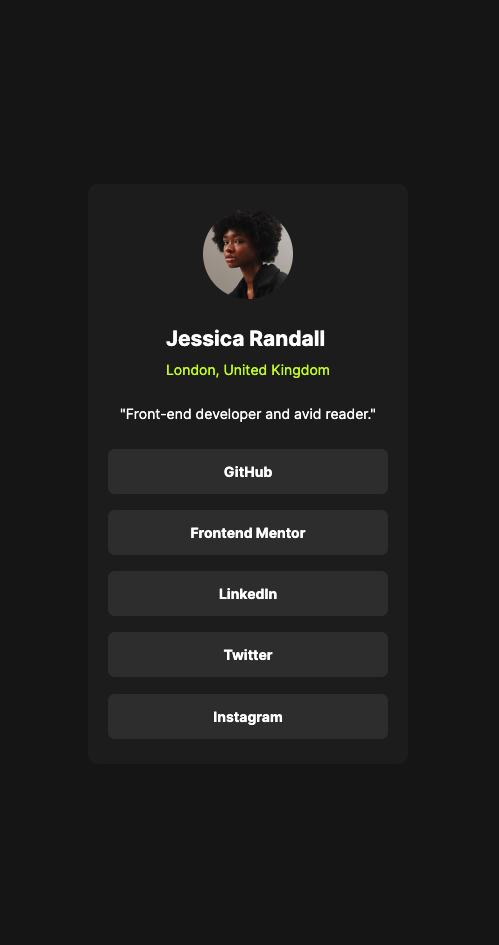 Jessica Randall
London, United Kingdom
"Front-end developer and avid reader."
GitHub
Frontend Mentor
LinkedIn
Twitter
Instagram